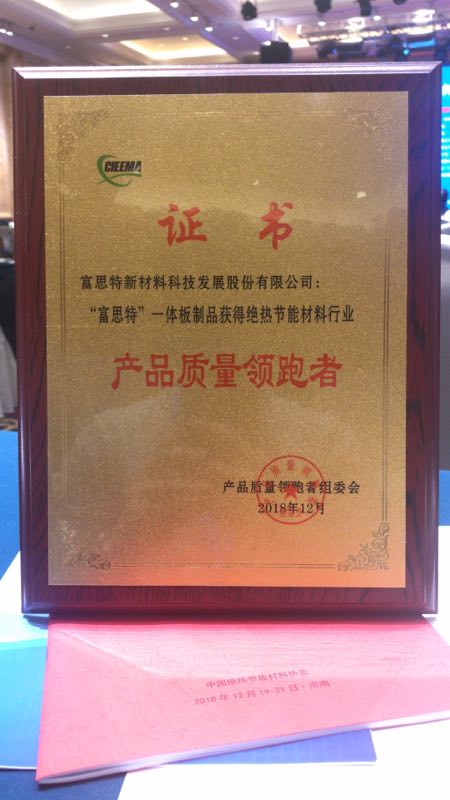 CIEEMA
证书
富思特新材料科技发展股份有限公司：
“富思特”一体板制品获得绝热节能材料行业
产品质量领跑者
产品质量领跑者组委会
2018年12月
中国绝热节能材料协会
2018年12月19-21日·济南